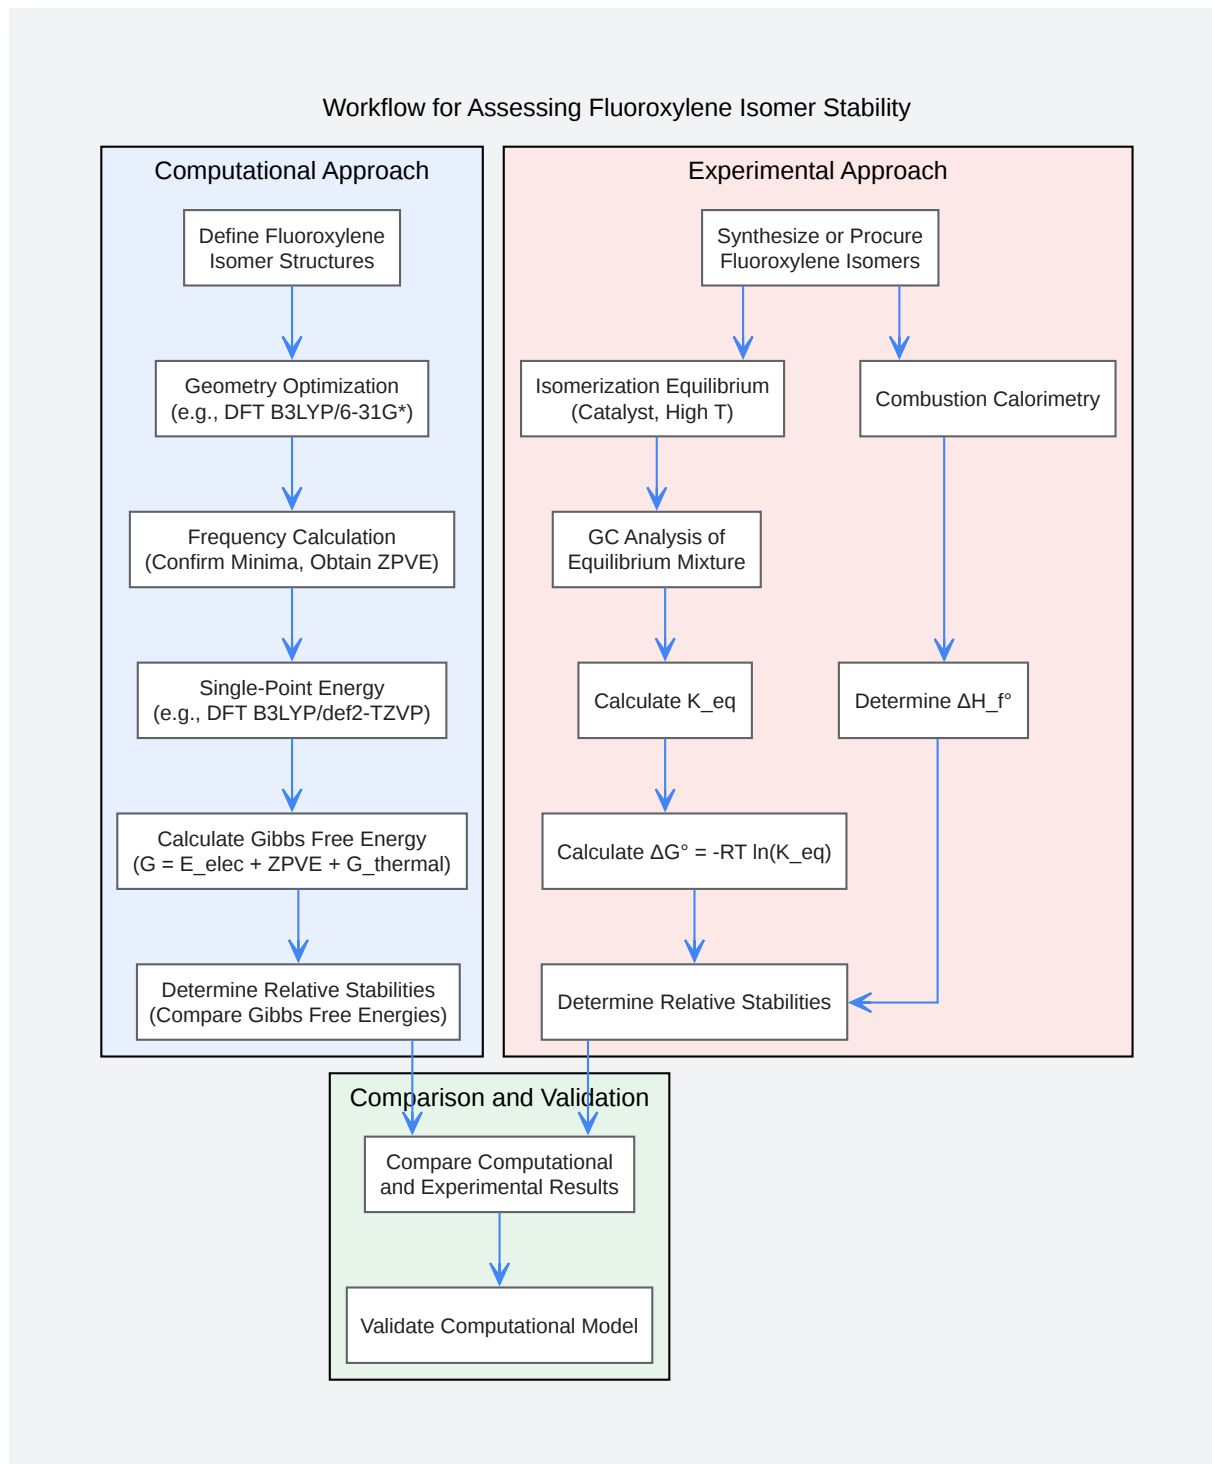 Workflow for Assessing Fluoroxylene Isomer Stability
Computational Approach
Define Fluoroxylene
Isomer Structures
Geometry Optimization
(e.g., DFT B3LYP/6-31G*)
Frequency Calculation
(Confirm Minima, Obtain ZPVE)
Single-Point Energy
(e.g., DFT B3LYP/def2-TZVP)
Calculate Gibbs Free Energy
(G = E_elec + ZPVE + G_thermal)
Determine Relative Stabilities
(Compare Gibbs Free Energies)
Experimental Approach
Synthesize or Procure
Fluoroxylene Isomers
Isomerization Equilibrium
(Catalyst, High T)
Combustion Calorimetry
GC Analysis of
Equilibrium Mixture
Calculate K_eq
Determine ΔH_f°
Calculate ΔG° = -RT ln(K_eq)
Determine Relative Stabilities
Comparison and Validation
Compare Computational
and Experimental Results
Validate Computational Model